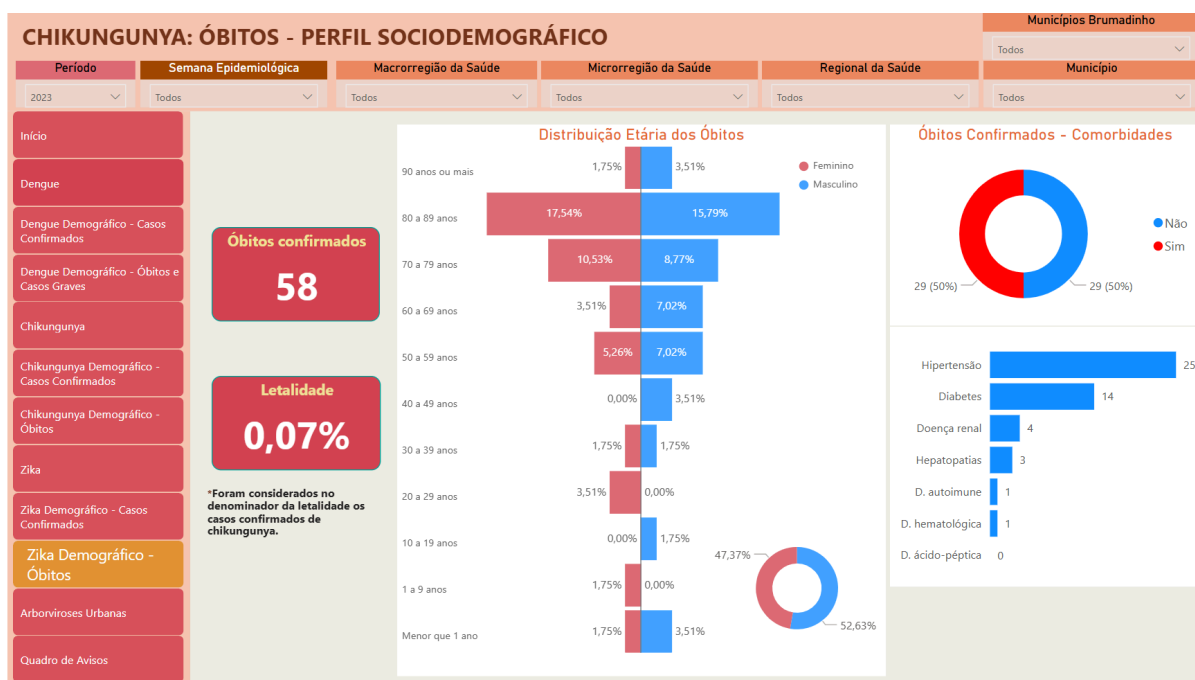 CHIKUNGUNYA: ÓBITOS - PERFIL SOCIODEMOGRÁFICO
Municípios Brumadinho
Todos
Período
Semana Epidemiológica
Macrorregião da Saúde
Microrregião da Saúde
Regional da Saúde
Município
2023
Todos
Todos
Todos
Todos
Todos
Início
Dengue
Dengue Demográfico - Casos
Confirmados
Dengue Demográfico - Óbitos e
Casos Graves
Chikungunya
Chikungunya Demográfico -
Casos Confirmados
Chikungunya Demográfico -
Óbitos
Zika
Zika Demográfico - Casos
Confirmados
Zika Demográfico -
Óbitos
Arborviroses Urbanas
Quadro de Avisos
Óbitos confirmados
58
Letalidade
0,07%
*Foram considerados no
denominador da letalidade os
casos confirmados de
chikungunya.
Distribuição Etária dos Óbitos
Feminino
Masculino
90 anos ou mais 1,75% 3,51%
80 a 89 anos 17,54% 15,79%
70 a 79 anos 10,53% 8,77%
60 a 69 anos 3,51% 7,02%
50 a 59 anos 5,26% 7,02%
40 a 49 anos 0,00% 3,51%
30 a 39 anos 1,75% 1,75%
20 a 29 anos 3,51% 0,00%
10 a 19 anos 0,00% 1,75%
1 a 9 anos 1,75% 0,00%
Menor que 1 ano 1,75% 3,51%
47,37%
52,63%
Óbitos Confirmados - Comorbidades
Não
Sim
29 (50%)
29 (50%)
Hipertensão 25
Diabetes 14
Doença renal 4
Hepatopatias 3
D. autoimune 1
D. hematológica 1
D. ácido-péptica 0